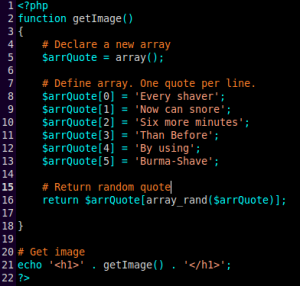 1 <?php
2 function getImage()
3 {
4     # Declare a new array
5     $arrQuote = array();
6
7     # Define array. One quote per line.
8     $arrQuote[0] = 'Every shaver';
9     $arrQuote[1] = 'Now can snore';
10     $arrQuote[2] = 'Six more minutes';
11     $arrQuote[3] = 'Than Before';
12     $arrQuote[4] = 'By using';
13     $arrQuote[5] = 'Burma-Shave';
14
15     # Return random quote
16     return $arrQuote[array_rand($arrQuote)];
17
18 }
19
20 # Get image
21 echo '<h1>' . getImage() . '</h1>';
22 ?>